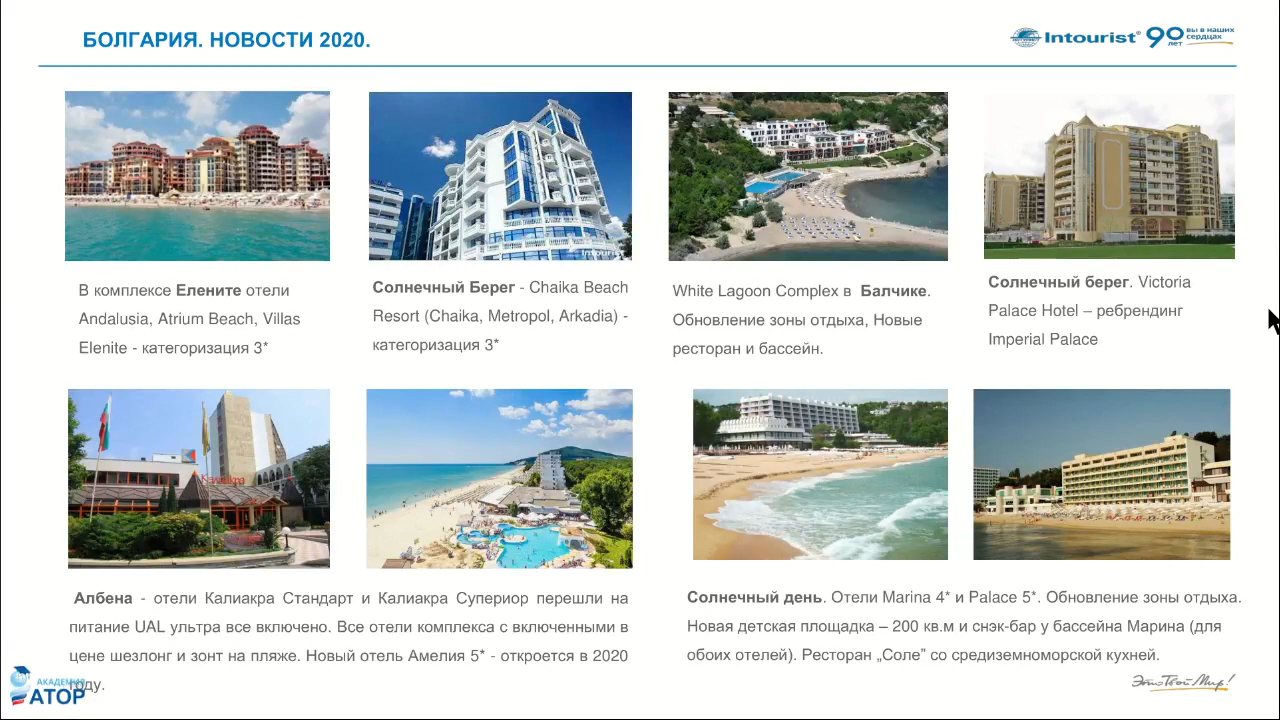 БОЛГАРИЯ. НОВОСТИ 2020.
Intourist® 90 лет вы в наших сердцах
В комплексе Елените отели
Andalusia, Atrium Beach, Villas
Elenite - категоризация 3*
Intourist
Солнечный Берег - Chaika Beach
Resort (Chaika, Metropol, Arkadia) -
категоризация 3*
White Lagoon Complex в Балчике.
Обновление зоны отдыха, Новые
ресторан и бассейн.
Солнечный берег. Victoria
Palace Hotel – ребрендинг
Imperial Palace
Албена - отели Калиакра Стандарт и Калиакра Супериор перешли на
питание UAL ультра все включено. Все отели комплекса с включенными в
цене шезлонг и зонт на пляже. Новый отель Амелия 5* - откроется в 2020
году.
Солнечный день. Отели Marina 4* и Palace 5*. Обновление зоны отдыха.
Новая детская площадка – 200 кв.м и снэк-бар у бассейна Марина (для
обоих отелей). Ресторан „Соле” со средиземноморской кухней.
АКАДЕМИЯ
АТОР
Это Твой Мир!